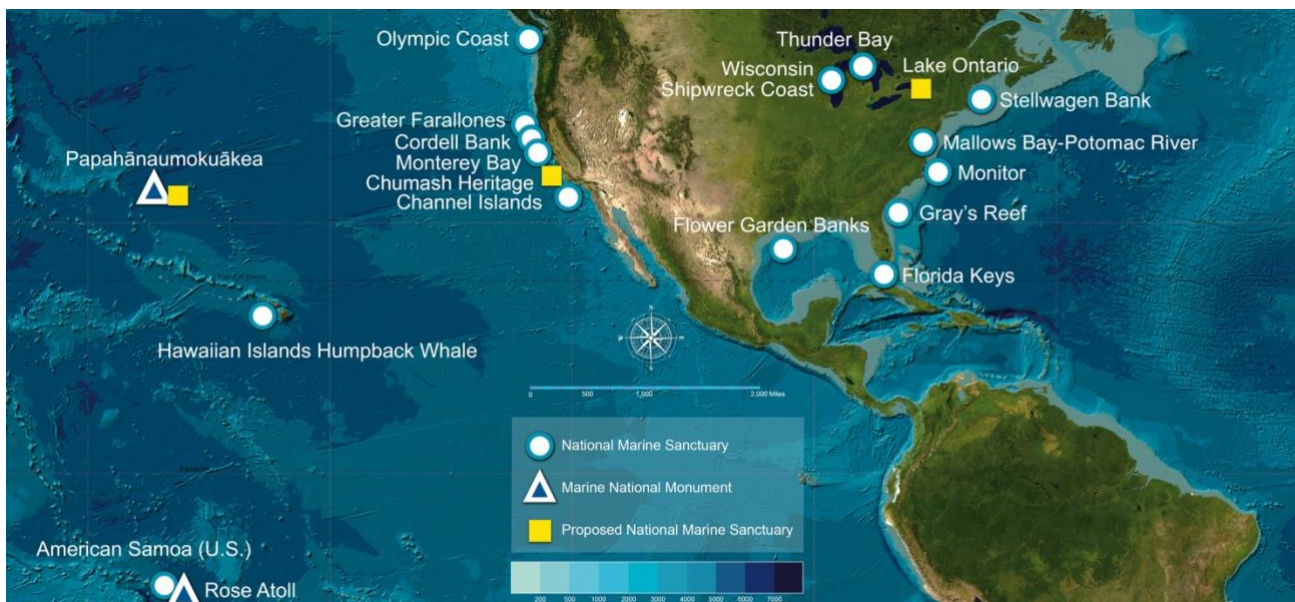 Olympic Coast
Thunder Bay
Wisconsin
Shipwreck Coast
Lake Ontario
Stellwagen Bank
Greater Farallones
Cordell Bank
Monterey Bay
Chumash Heritage
Channel Islands
Mallows Bay-Potomac River
Monitor
Papahānaumokuākea
Gray's Reef
Flower Garden Banks
Florida Keys
Hawaiian Islands Humpback Whale
N
0 500 1,000 2,000 Miles
National Marine Sanctuary
Marine National Monument
Proposed National Marine Sanctuary
American Samoa (U.S.)
Rose Atoll
200 500 1000 2000 3000 4000 5000 6000 7000